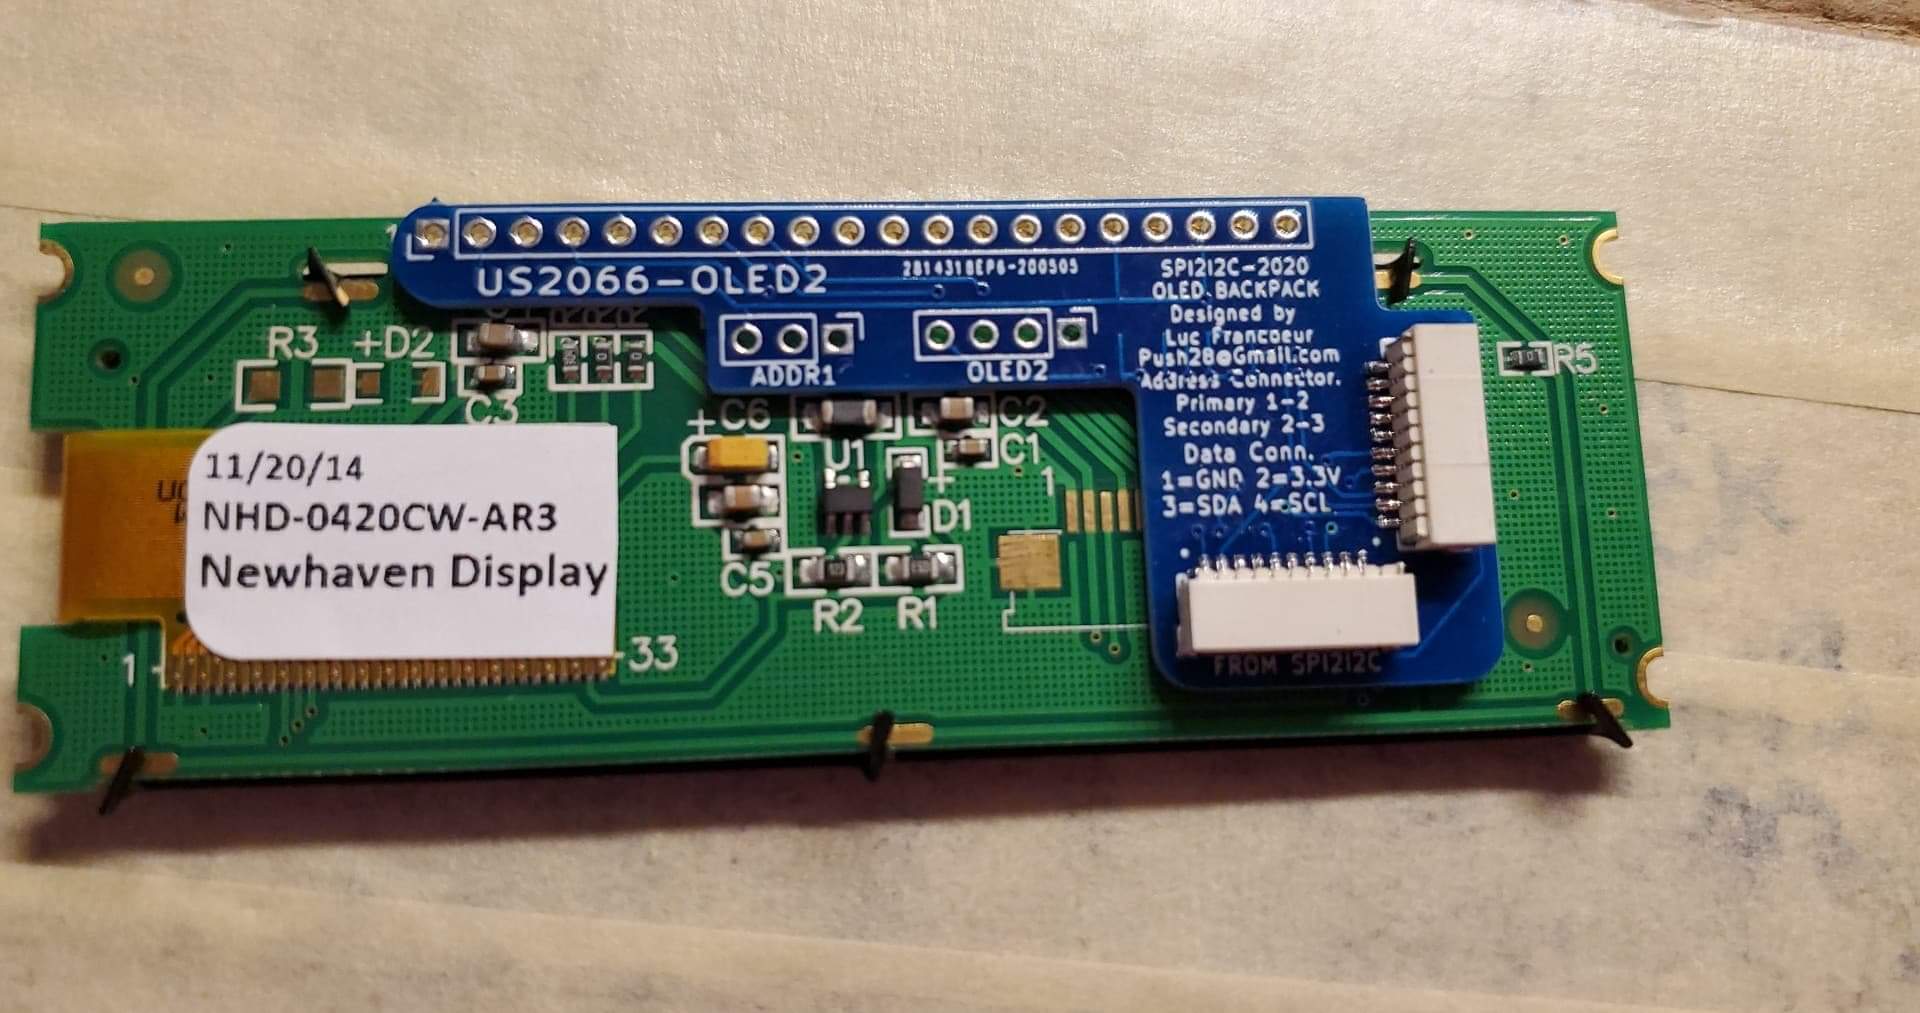 1
US2066-OLED2
2814318EP6-200505
SPI2I2C-2020
OLED BACKPACK
Designed by
Luc Francoeur
Push28@Gmail.com
Address Connector.
Primary 1-2
Secondary 2-3
Data Conn.
1=GND 2=3.3V
3=SDA 4=SCL
FROM SPI2I2C
ADDR1
OLED2
R3
+D2
C3
R5
+C6
U1
C2
C1
+
D1
1
C5
R2
R1
11/20/14
NHD-0420CW-AR3
Newhaven Display
1
33